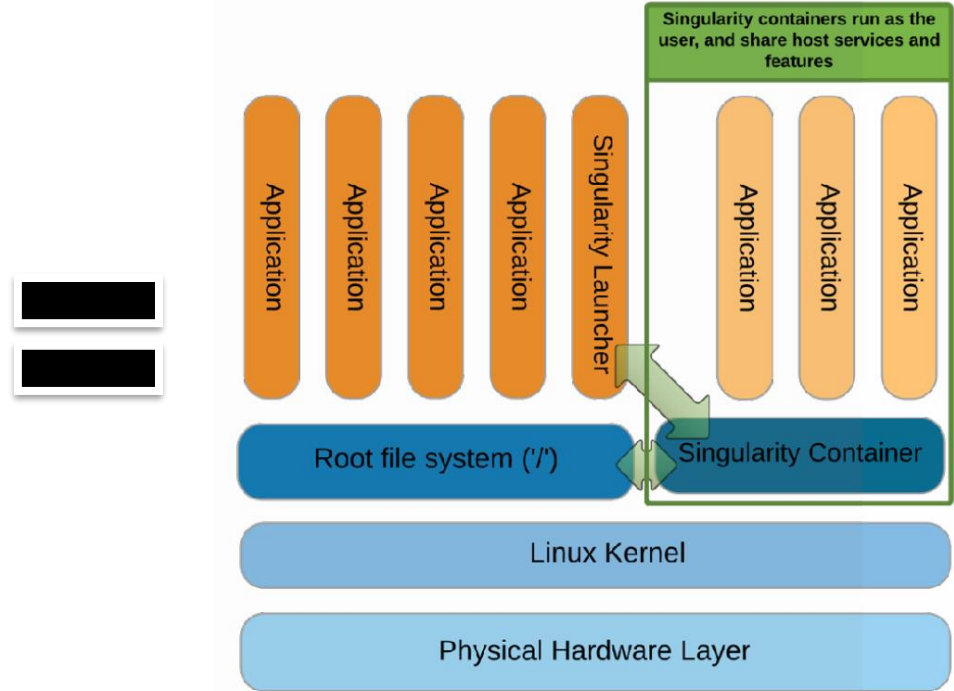 Singularity containers run as the
user, and share host services and
features
Application
Application
Application
Application
Singularity Launcher
Application
Application
Application
Root file system ('/')
Singularity Container
Linux Kernel
Physical Hardware Layer